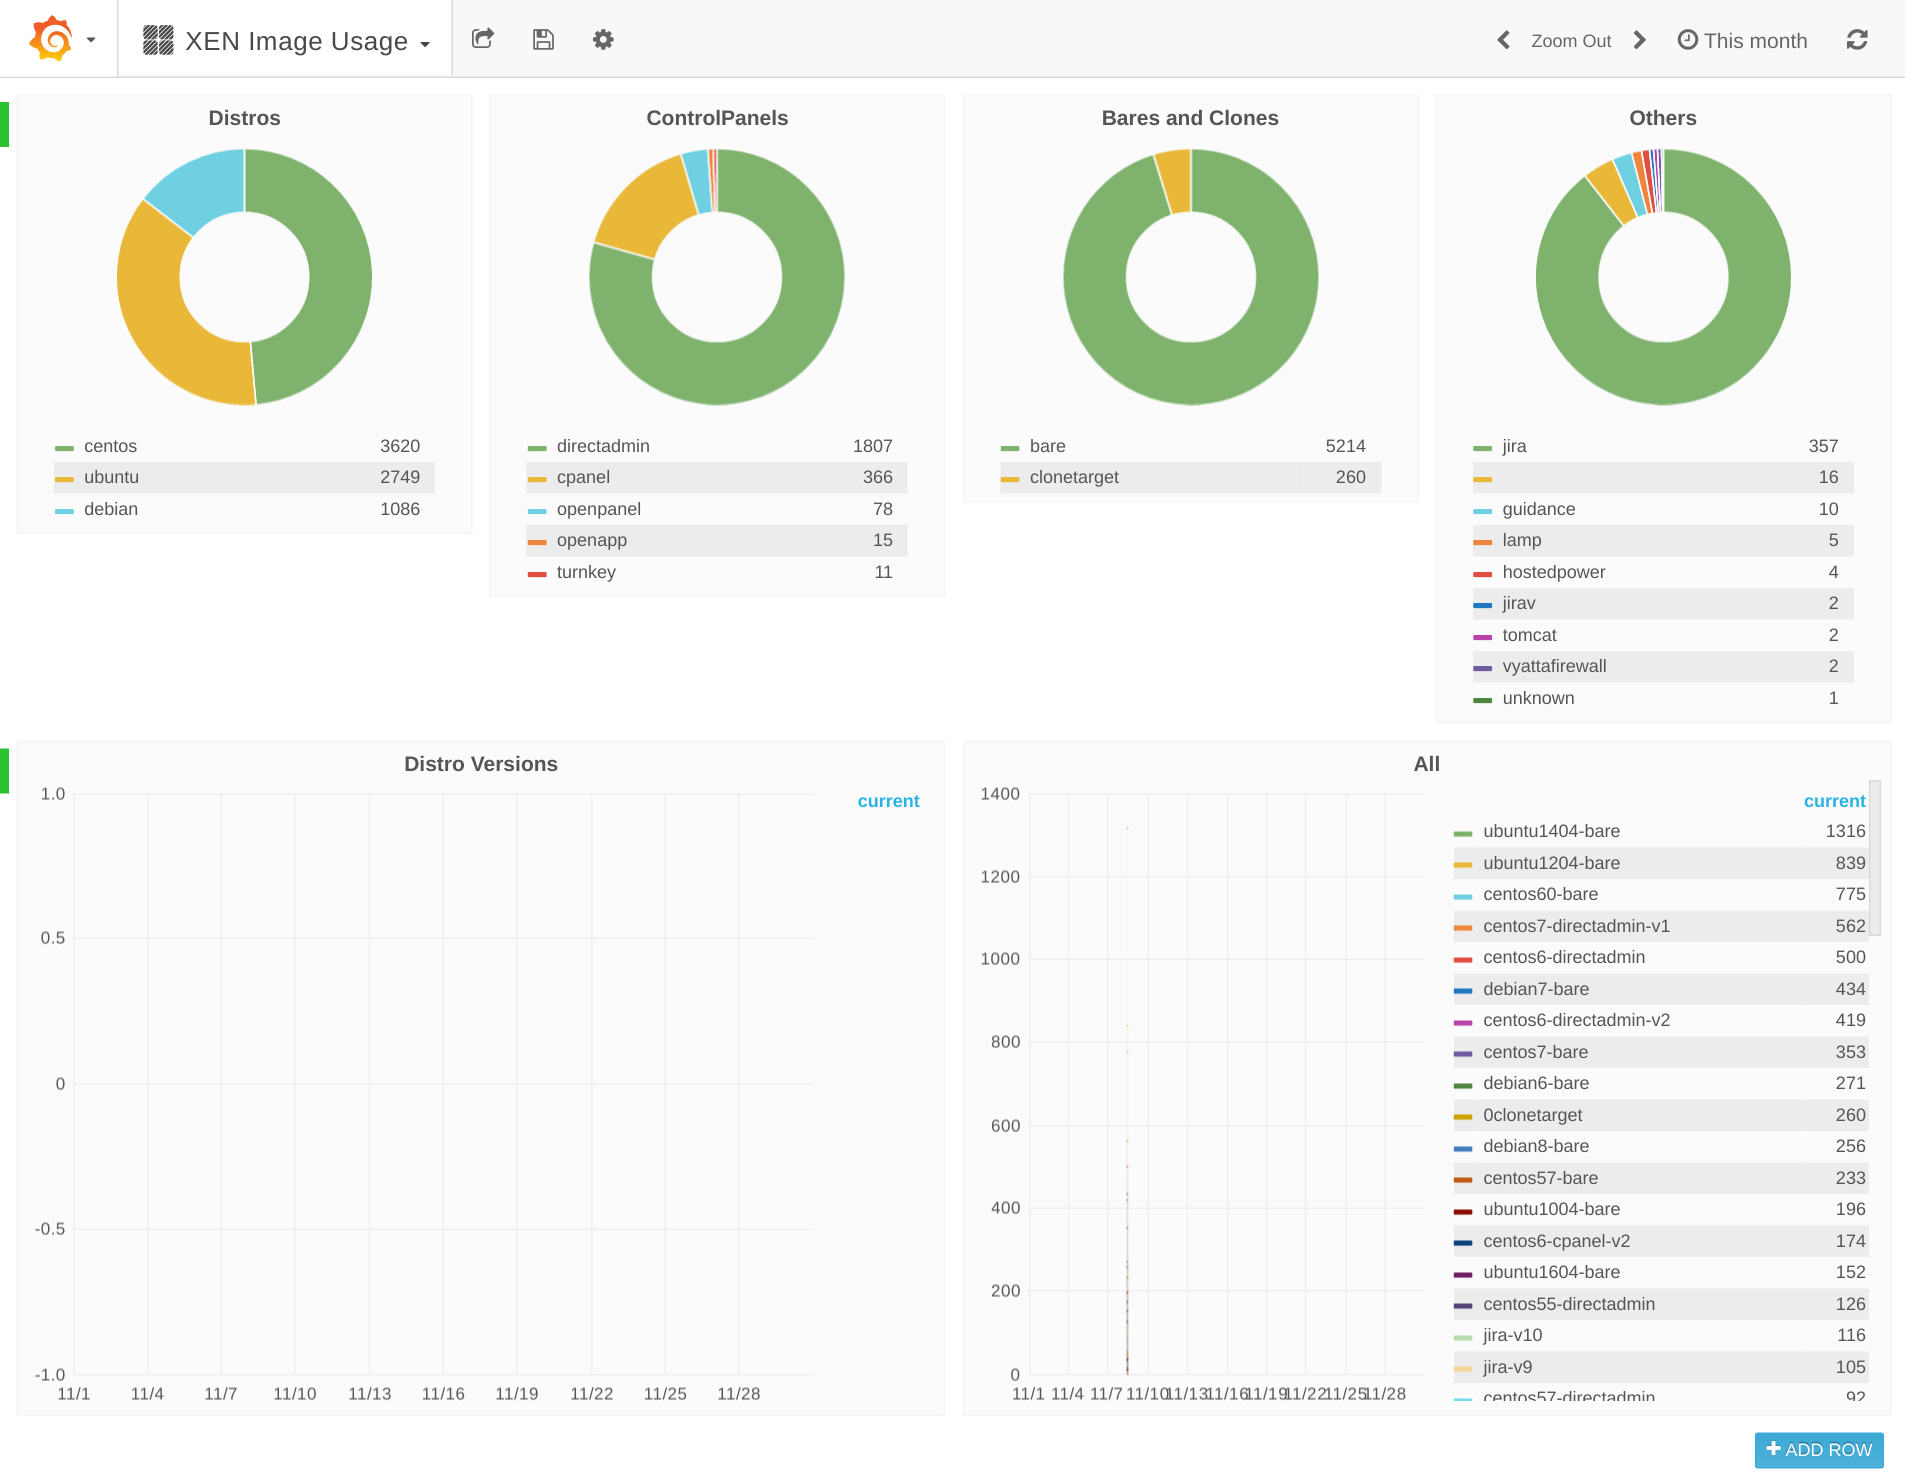 XEN Image Usage
Zoom Out
This month
Distros
centos 3620
ubuntu 2749
debian 1086
ControlPanels
directadmin 1807
cpanel 366
openpanel 78
openapp 15
turnkey 11
Bares and Clones
bare 5214
clonetarget 260
Others
jira 357
16
guidance 10
lamp 5
hostedpower 4
jirav 2
tomcat 2
vyattafirewall 2
unknown 1
Distro Versions
current
1.0
0.5
0
-0.5
-1.0
11/1 11/4 11/7 11/10 11/13 11/16 11/19 11/22 11/25 11/28
All
1400
1200
1000
800
600
400
200
0
11/1 11/4 11/7 11/10 11/13 11/16 11/19 11/22 11/25 11/28
current
ubuntu1404-bare 1316
ubuntu1204-bare 839
centos60-bare 775
centos7-directadmin-v1 562
centos6-directadmin 500
debian7-bare 434
centos6-directadmin-v2 419
centos7-bare 353
debian6-bare 271
0clonetarget 260
debian8-bare 256
centos57-bare 233
ubuntu1004-bare 196
centos6-cpanel-v2 174
ubuntu1604-bare 152
centos55-directadmin 126
jira-v10 116
jira-v9 105
centos57-directadmin 92
ADD ROW